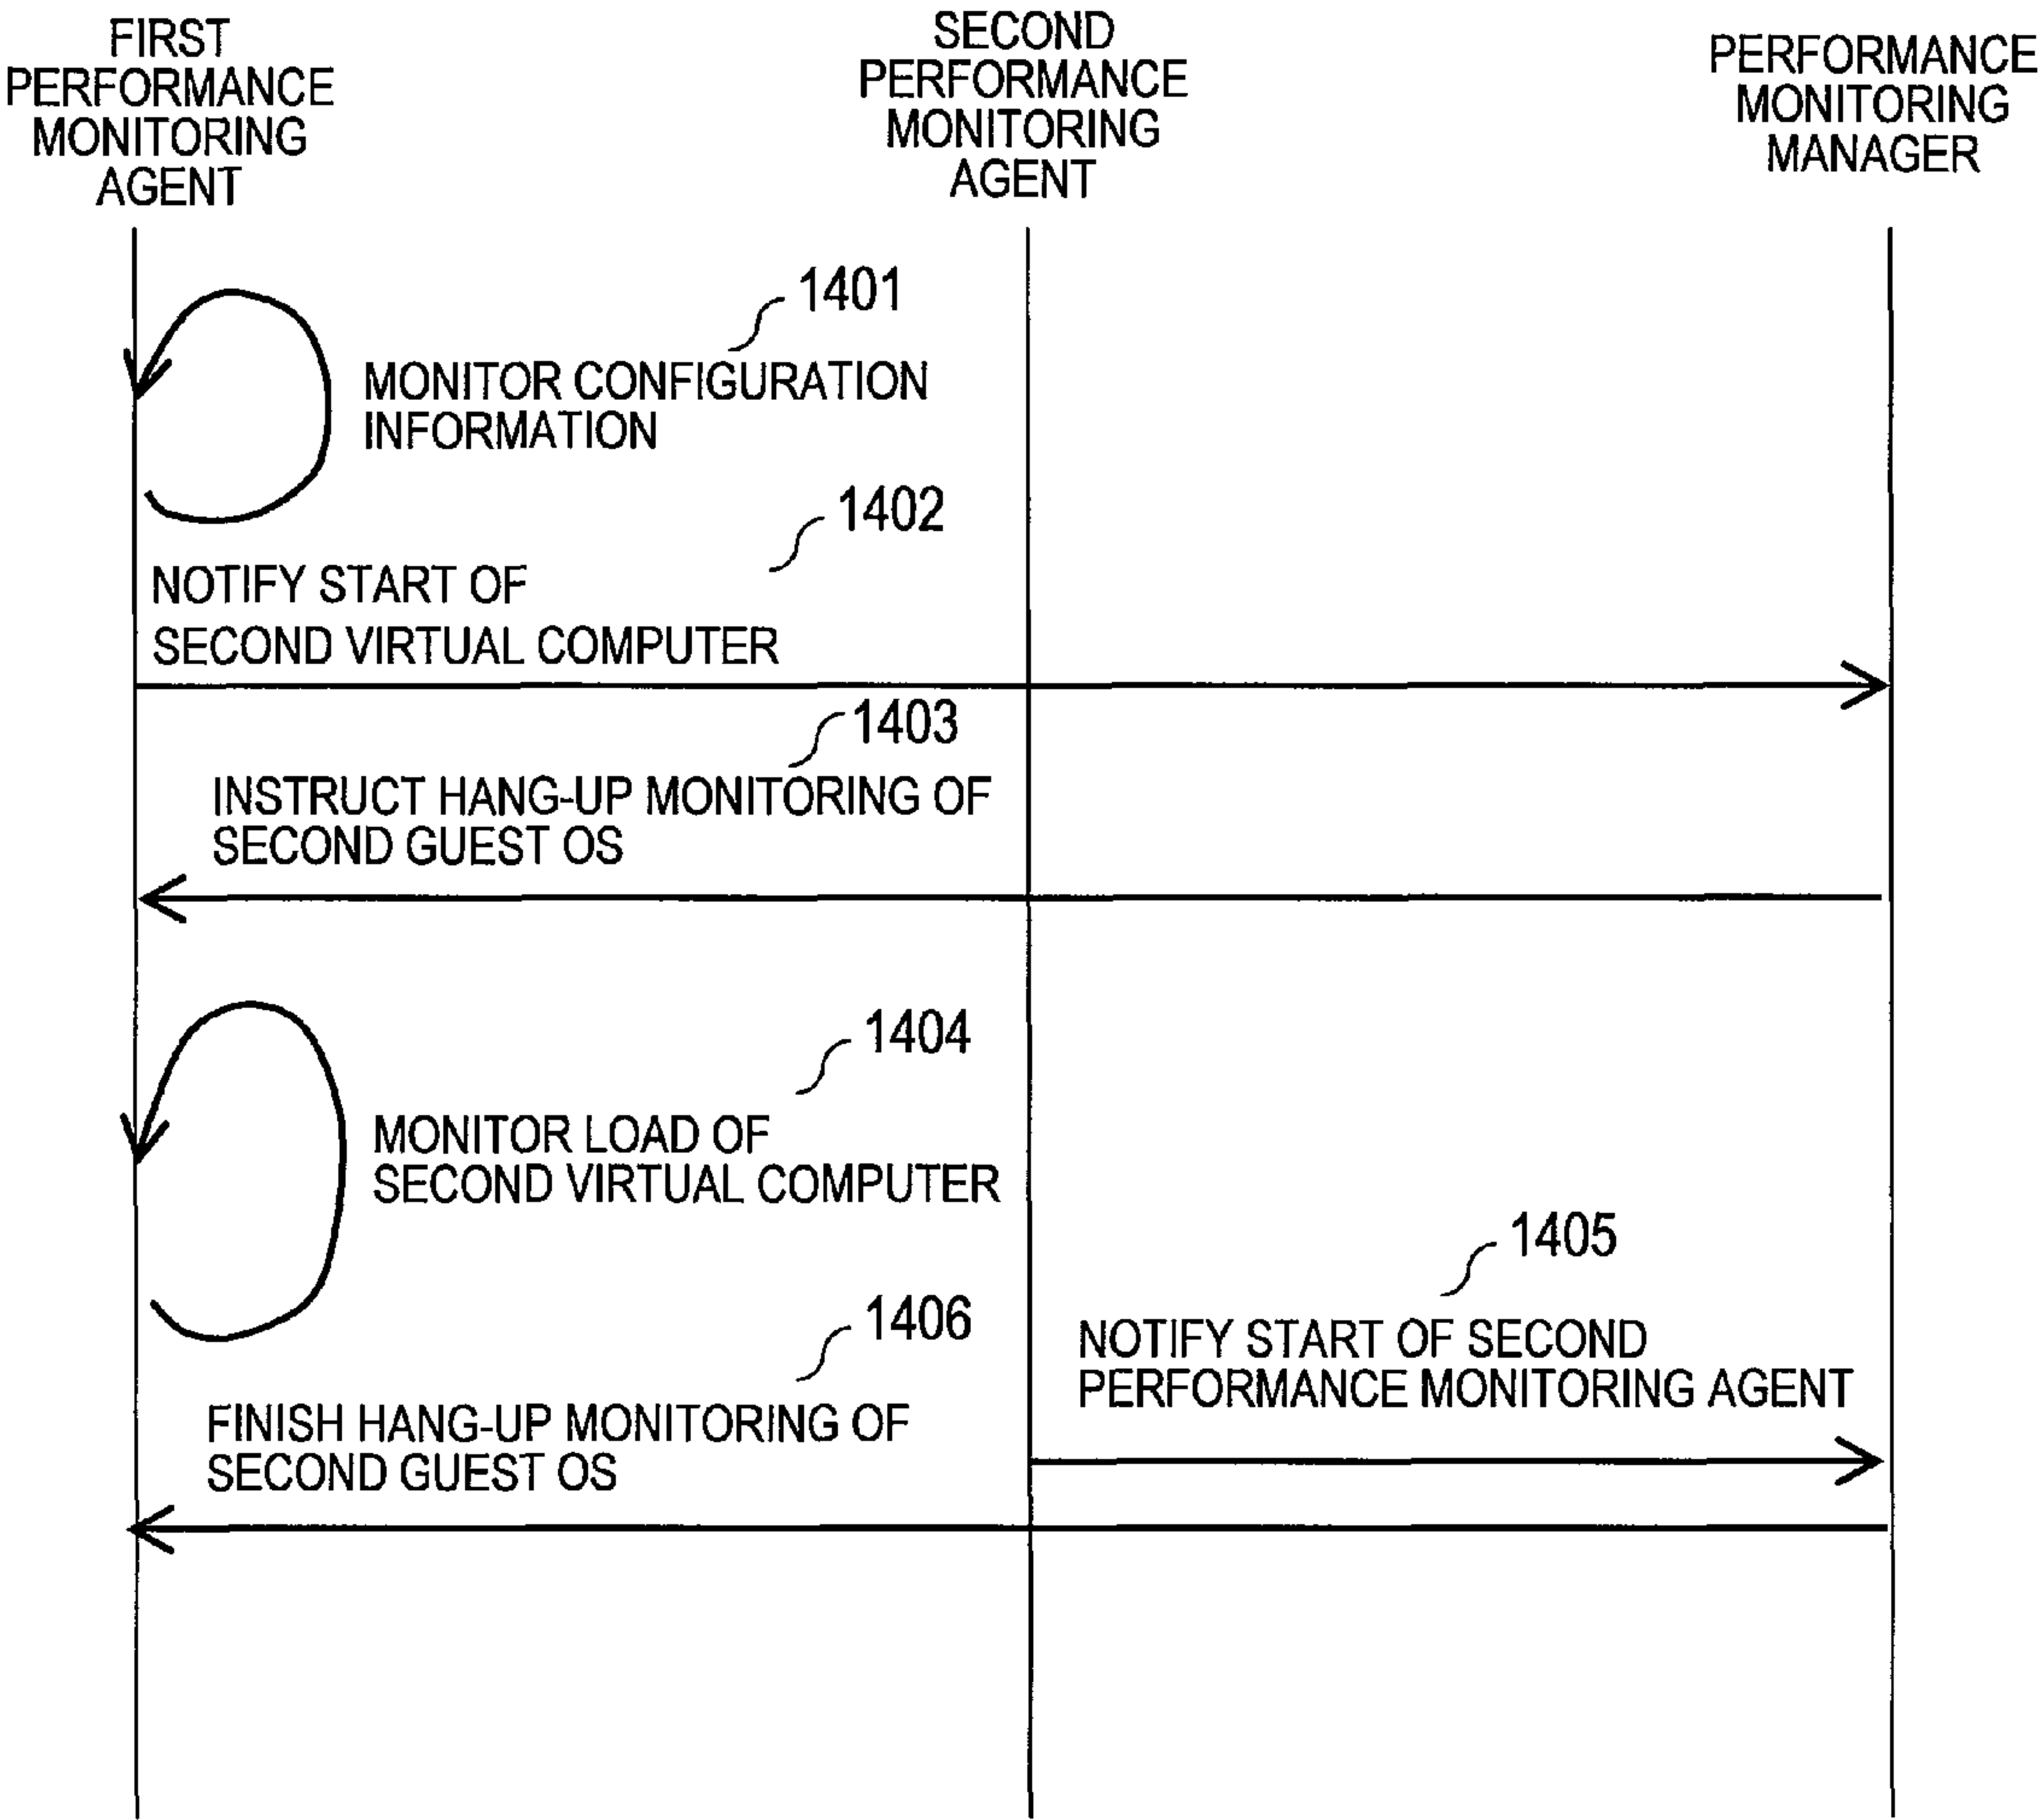 FIRST
PERFORMANCE
MONITORING
AGENT
SECOND
PERFORMANCE
MONITORING
AGENT
PERFORMANCE
MONITORING
MANAGER
1401
MONITOR CONFIGURATION
INFORMATION
1402
NOTIFY START OF
SECOND VIRTUAL COMPUTER
1403
INSTRUCT HANG-UP MONITORING OF
SECOND GUEST OS
1404
MONITOR LOAD OF
SECOND VIRTUAL COMPUTER
1405
NOTIFY START OF SECOND
PERFORMANCE MONITORING AGENT
1406
FINISH HANG-UP MONITORING OF
SECOND GUEST OS